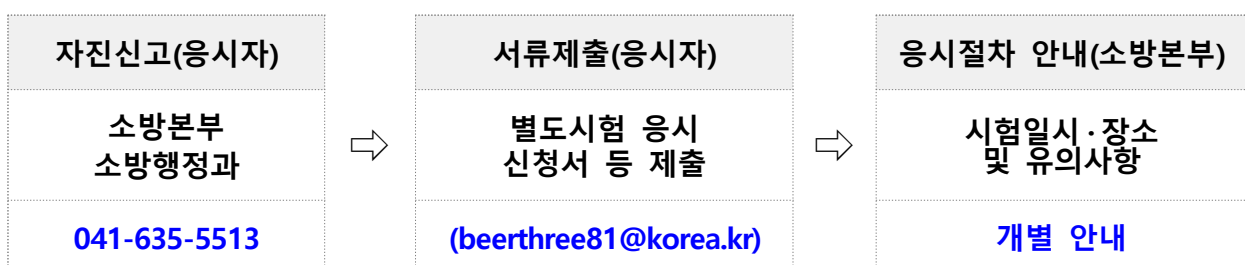 자진신고(응시자)
소방본부
소방행정과
041-635-5513
⇨
서류제출(응시자)
별도시험 응시
신청서 등 제출
(beerthree81@korea.kr)
⇨
응시절차 안내(소방본부)
시험일시·장소
및 유의사항
개별 안내